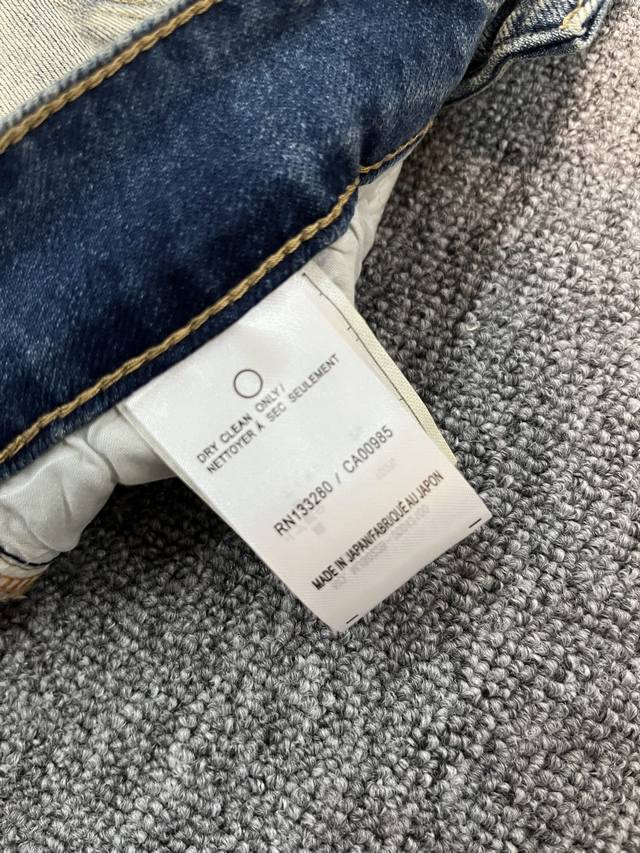 DRY CLEAN ONLY/
NETTOYER À SEC SEULEMENT
RN133280 / CA00985
MADE IN JAPAN/FABRIQUÉ AU JAPON